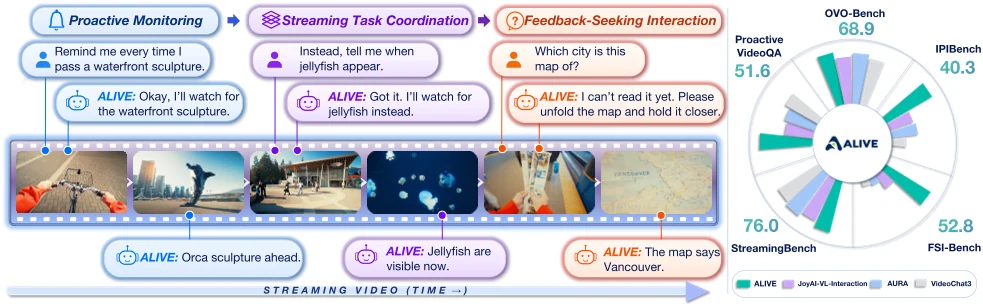 Proactive Monitoring
Streaming Task Coordination
Feedback-Seeking Interaction
Remind me every time I
pass a waterfront sculpture.
ALIVE: Okay, I'll watch for
the waterfront sculpture.
Instead, tell me when
jellyfish appear.
ALIVE: Got it. I'll watch for
jellyfish instead.
Which city is this
map of?
ALIVE: I can't read it yet. Please
unfold the map and hold it closer.
VANCOUVER
ALIVE: Orca sculpture ahead.
ALIVE: Jellyfish are
visible now.
ALIVE: The map says
Vancouver.
STREAMING VIDEO (TIME →)
OVO-Bench
68.9
Proactive
VideoQA
51.6
IPIBench
40.3
ALIVE
76.0
StreamingBench
52.8
FSI-Bench
ALIVE
JoyAI-VL-Interaction
AURA
VideoChat3